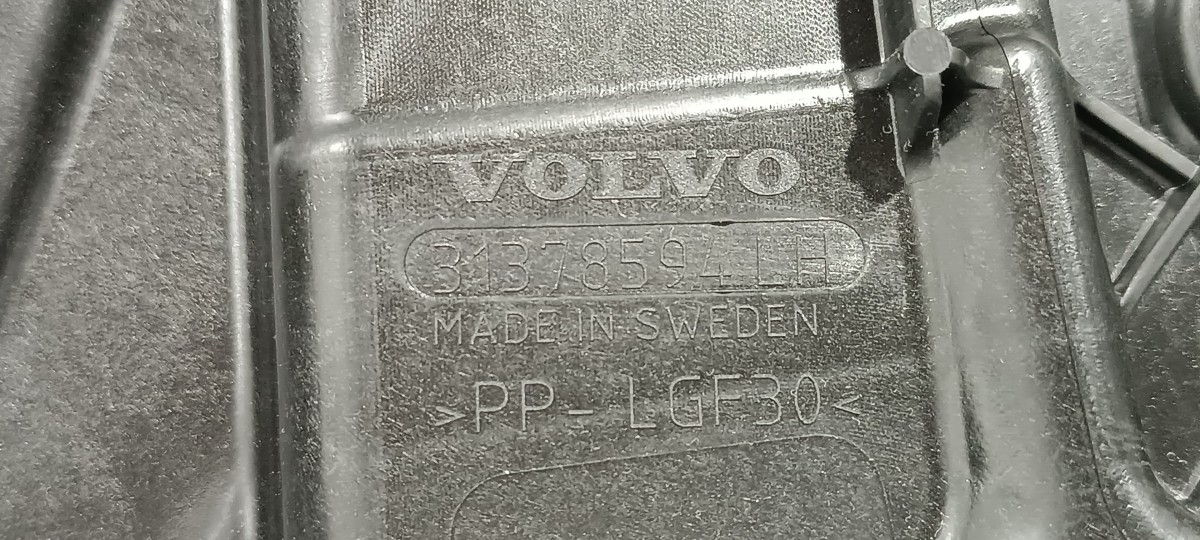 VOLVO
31378594 LH
MADE IN SWEDEN
>PP- LGF30<